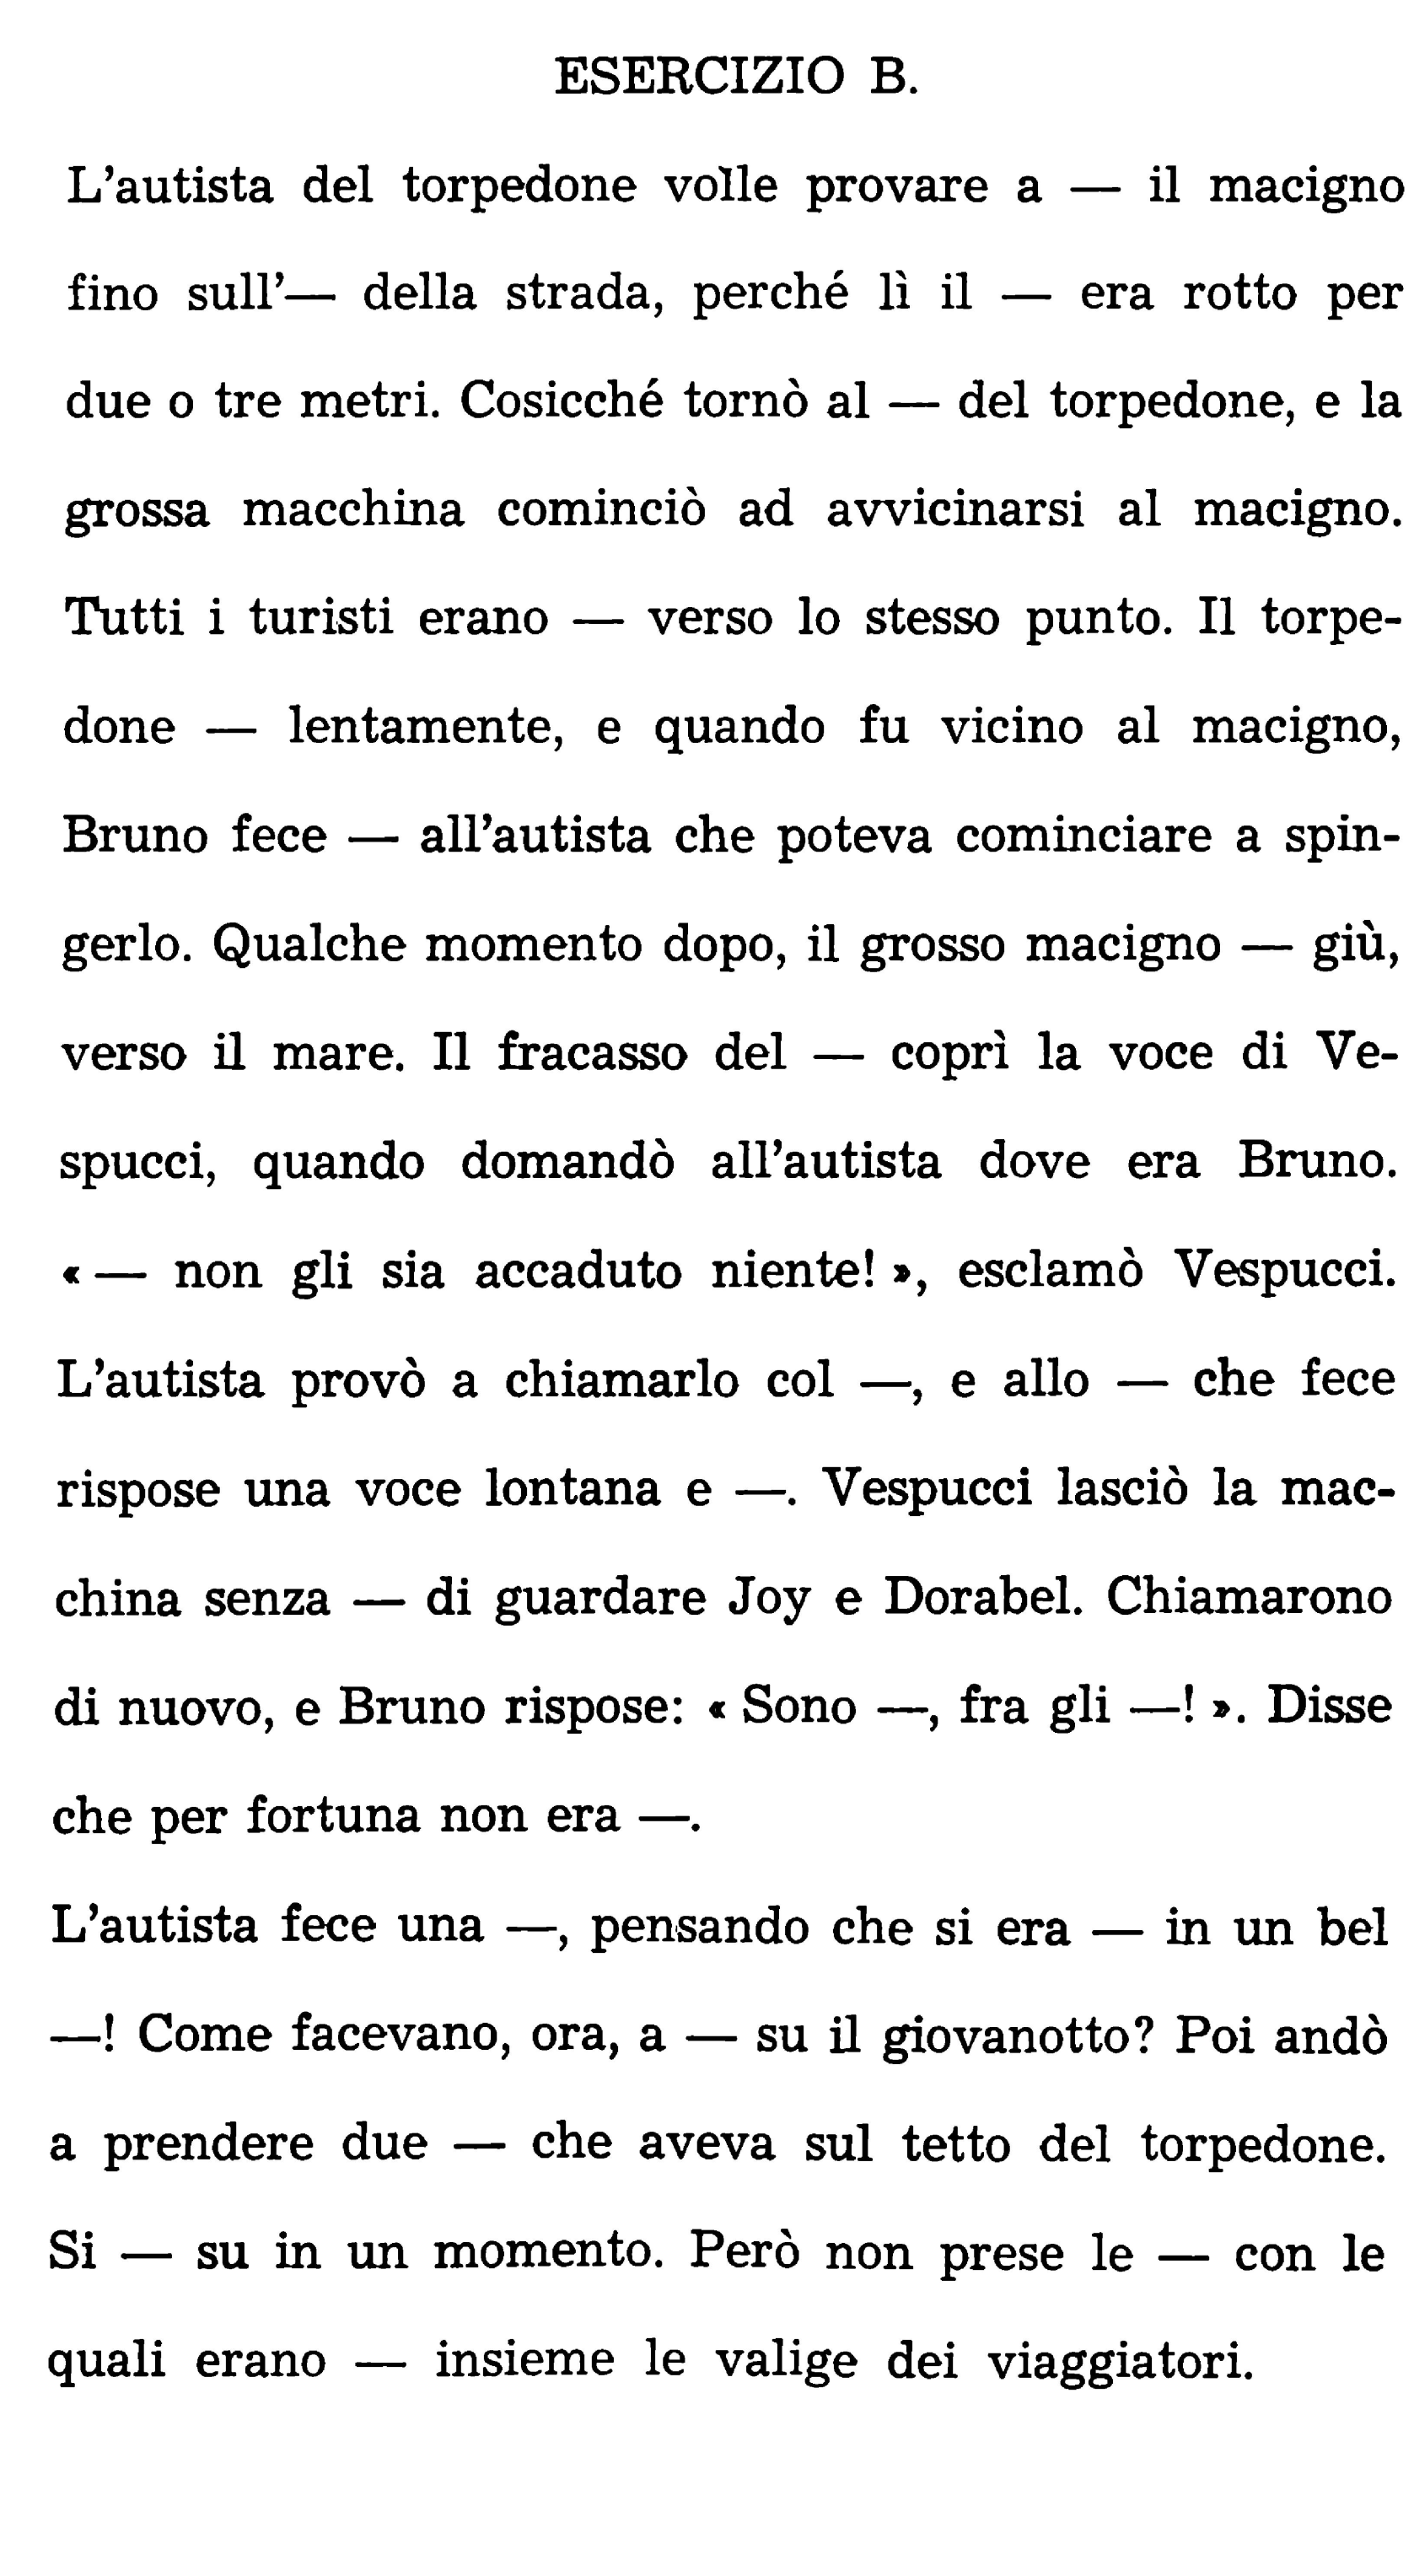 ESERCIZIO B.
L'autista del torpedone volle provare a — il macigno
fino sull'— della strada, perché lì il — era rotto per
due o tre metri. Cosicché tornò al — del torpedone, e la
grossa macchina cominciò ad avvicinarsi al macigno.
Tutti i turisti erano — verso lo stesso punto. Il torpe-
done — lentamente, e quando fu vicino al macigno,
Bruno fece — all'autista che poteva cominciare a spin-
gerlo. Qualche momento dopo, il grosso macigno — giù,
verso il mare. Il fracasso del — coprì la voce di Ve-
spucci, quando domandò all'autista dove era Bruno.
« — non gli sia accaduto niente! », esclamò Vespucci.
L'autista provò a chiamarlo col —, e allo — che fece
rispose una voce lontana e —. Vespucci lasciò la mac-
china senza — di guardare Joy e Dorabel. Chiamarono
di nuovo, e Bruno rispose: « Sono —, fra gli —! ». Disse
che per fortuna non era —.
L'autista fece una —, pensando che si era — in un bel
—! Come facevano, ora, a — su il giovanotto? Poi andò
a prendere due — che aveva sul tetto del torpedone.
Si — su in un momento. Però non prese le — con le
quali erano — insieme le valige dei viaggiatori.